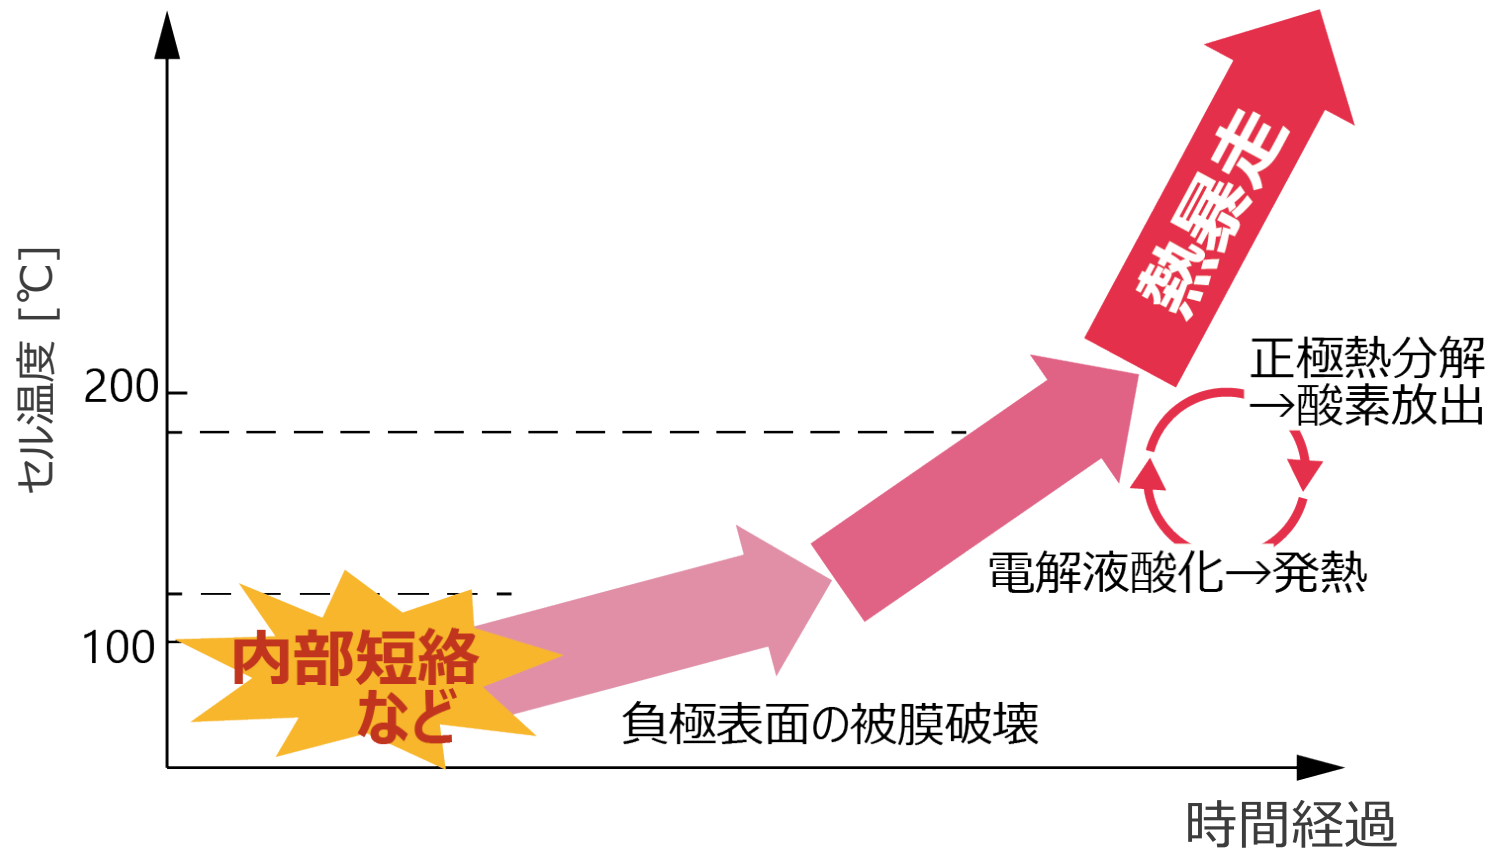 セル温度 [℃]
200
100
内部短絡
など
負極表面の被膜破壊
熱暴走
正極熱分解
→酸素放出
電解液酸化→発熱
時間経過